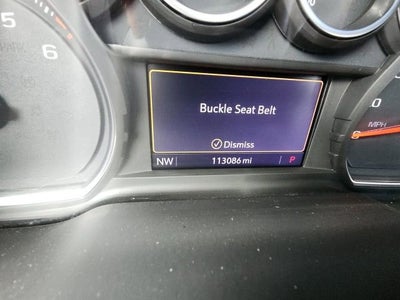 5
6
Buckle Seat Belt
Dismiss
NW 113086 mi P
MPH
0